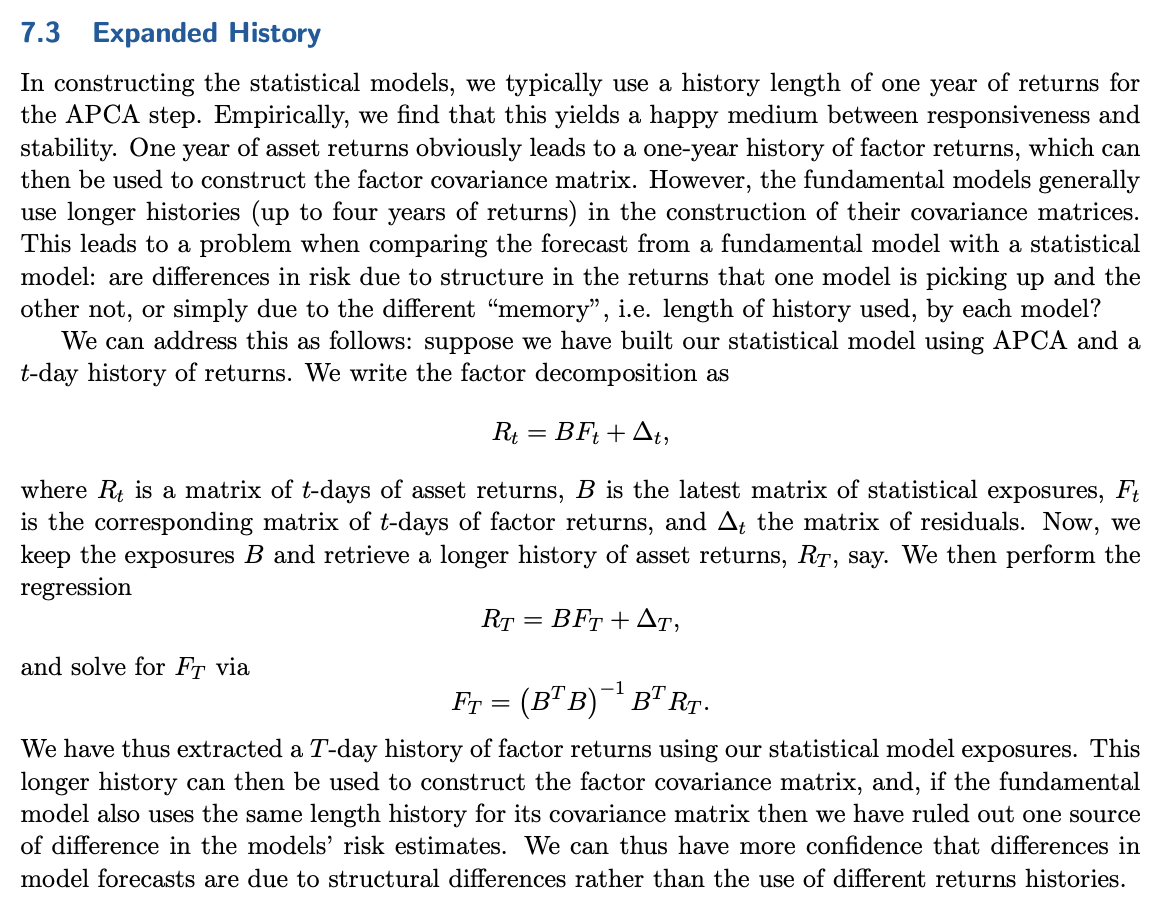 7.3 Expanded History
In constructing the statistical models, we typically use a history length of one year of returns for
the APCA step. Empirically, we find that this yields a happy medium between responsiveness and
stability. One year of asset returns obviously leads to a one-year history of factor returns, which can
then be used to construct the factor covariance matrix. However, the fundamental models generally
use longer histories (up to four years of returns) in the construction of their covariance matrices.
This leads to a problem when comparing the forecast from a fundamental model with a statistical
model: are differences in risk due to structure in the returns that one model is picking up and the
other not, or simply due to the different “memory”, i.e. length of history used, by each model?
We can address this as follows: suppose we have built our statistical model using APCA and a
t-day history of returns. We write the factor decomposition as
R_t = BF_t + Δ_t,
where R_t is a matrix of t-days of asset returns, B is the latest matrix of statistical exposures, F_t
is the corresponding matrix of t-days of factor returns, and Δ_t the matrix of residuals. Now, we
keep the exposures B and retrieve a longer history of asset returns, R_T, say. We then perform the
regression
R_T = BF_T + Δ_T,
and solve for F_T via
F_T = (B^T B)^{-1} B^T R_T.
We have thus extracted a T-day history of factor returns using our statistical model exposures. This
longer history can then be used to construct the factor covariance matrix, and, if the fundamental
model also uses the same length history for its covariance matrix then we have ruled out one source
of difference in the models’ risk estimates. We can thus have more confidence that differences in
model forecasts are due to structural differences rather than the use of different returns histories.